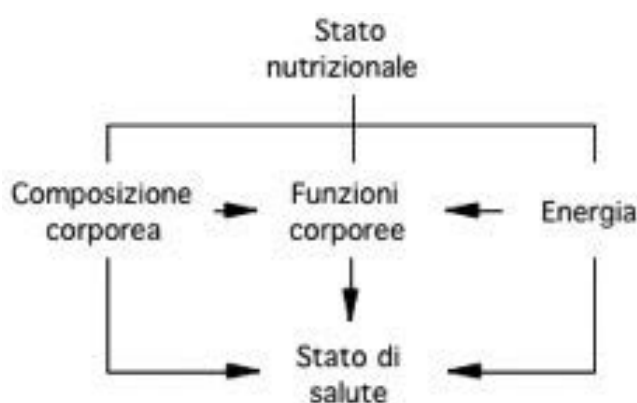 Stato
nutrizionale
Composizione
corporea
Funzioni
corporee
Energia
Stato di
salute